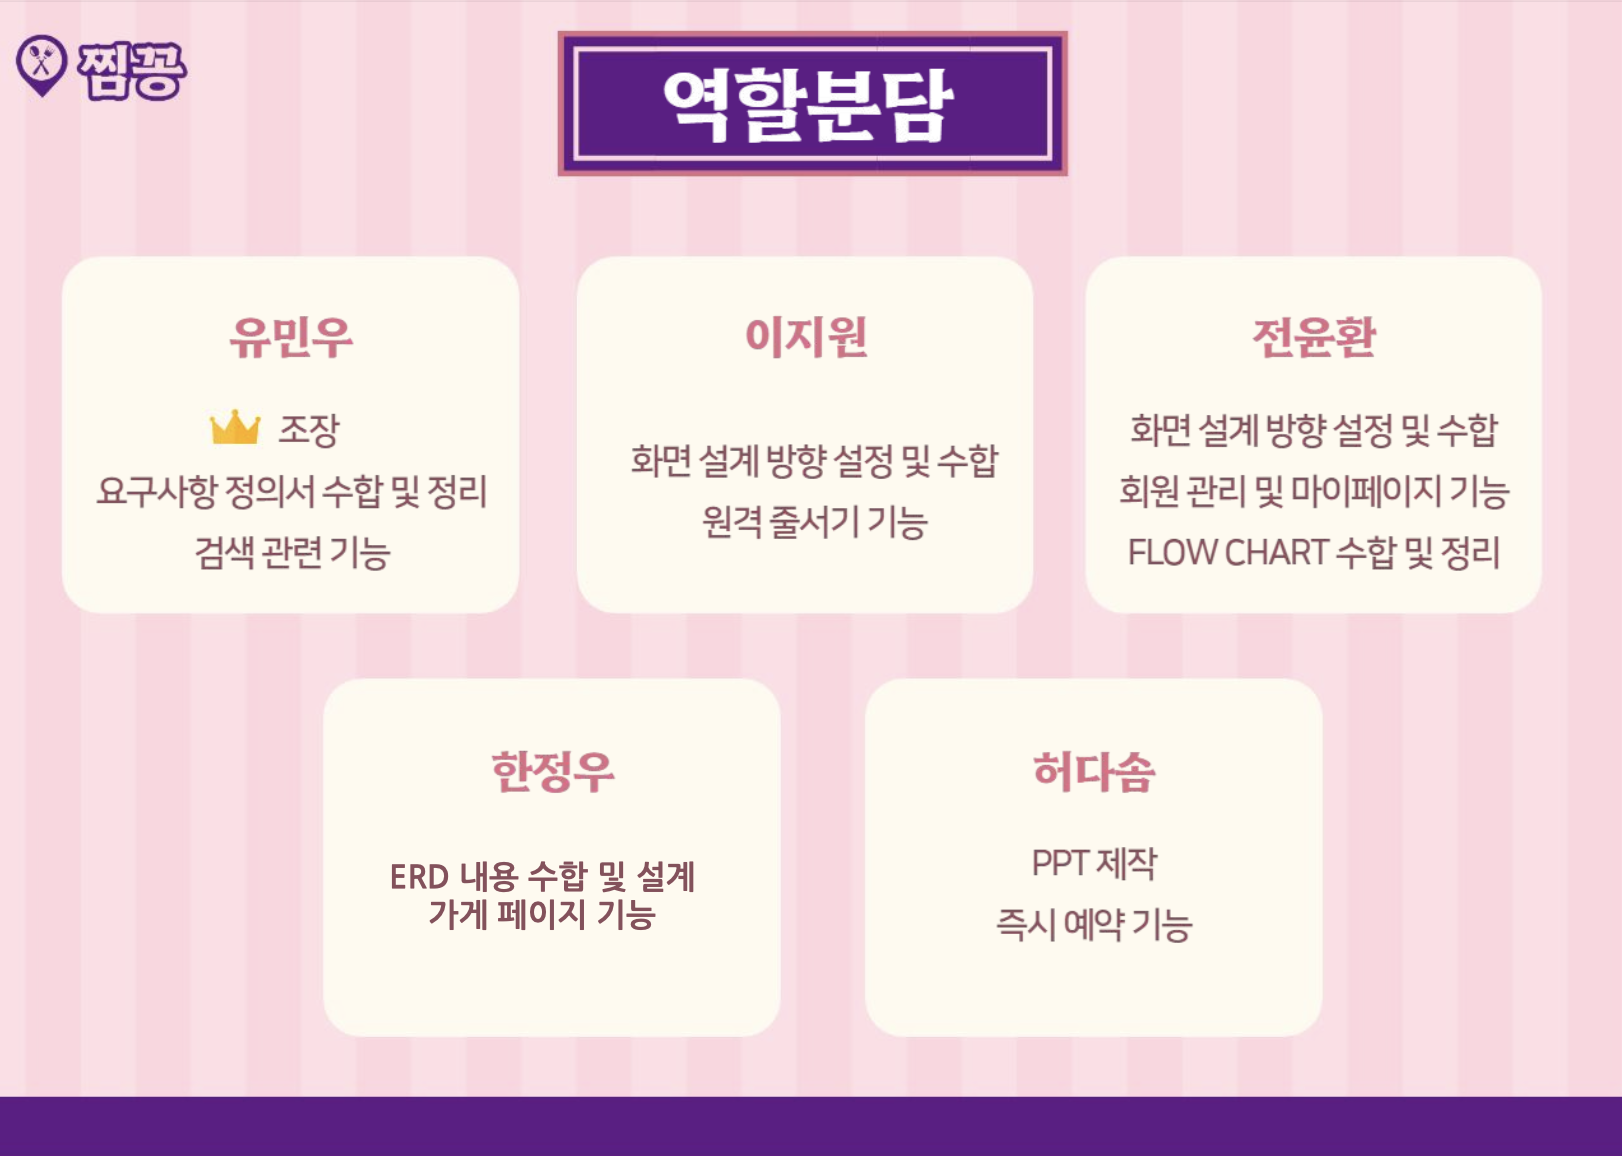 찜꽁
역할분담
유민우
조장
요구사항 정의서 수합 및 정리
검색 관련 기능
이지원
화면 설계 방향 설정 및 수합
원격 줄서기 기능
전윤환
화면 설계 방향 설정 및 수합
회원 관리 및 마이페이지 기능
FLOW CHART 수합 및 정리
한정우
ERD 내용 수합 및 설계
가게 페이지 기능
허다솜
PPT 제작
즉시 예약 기능